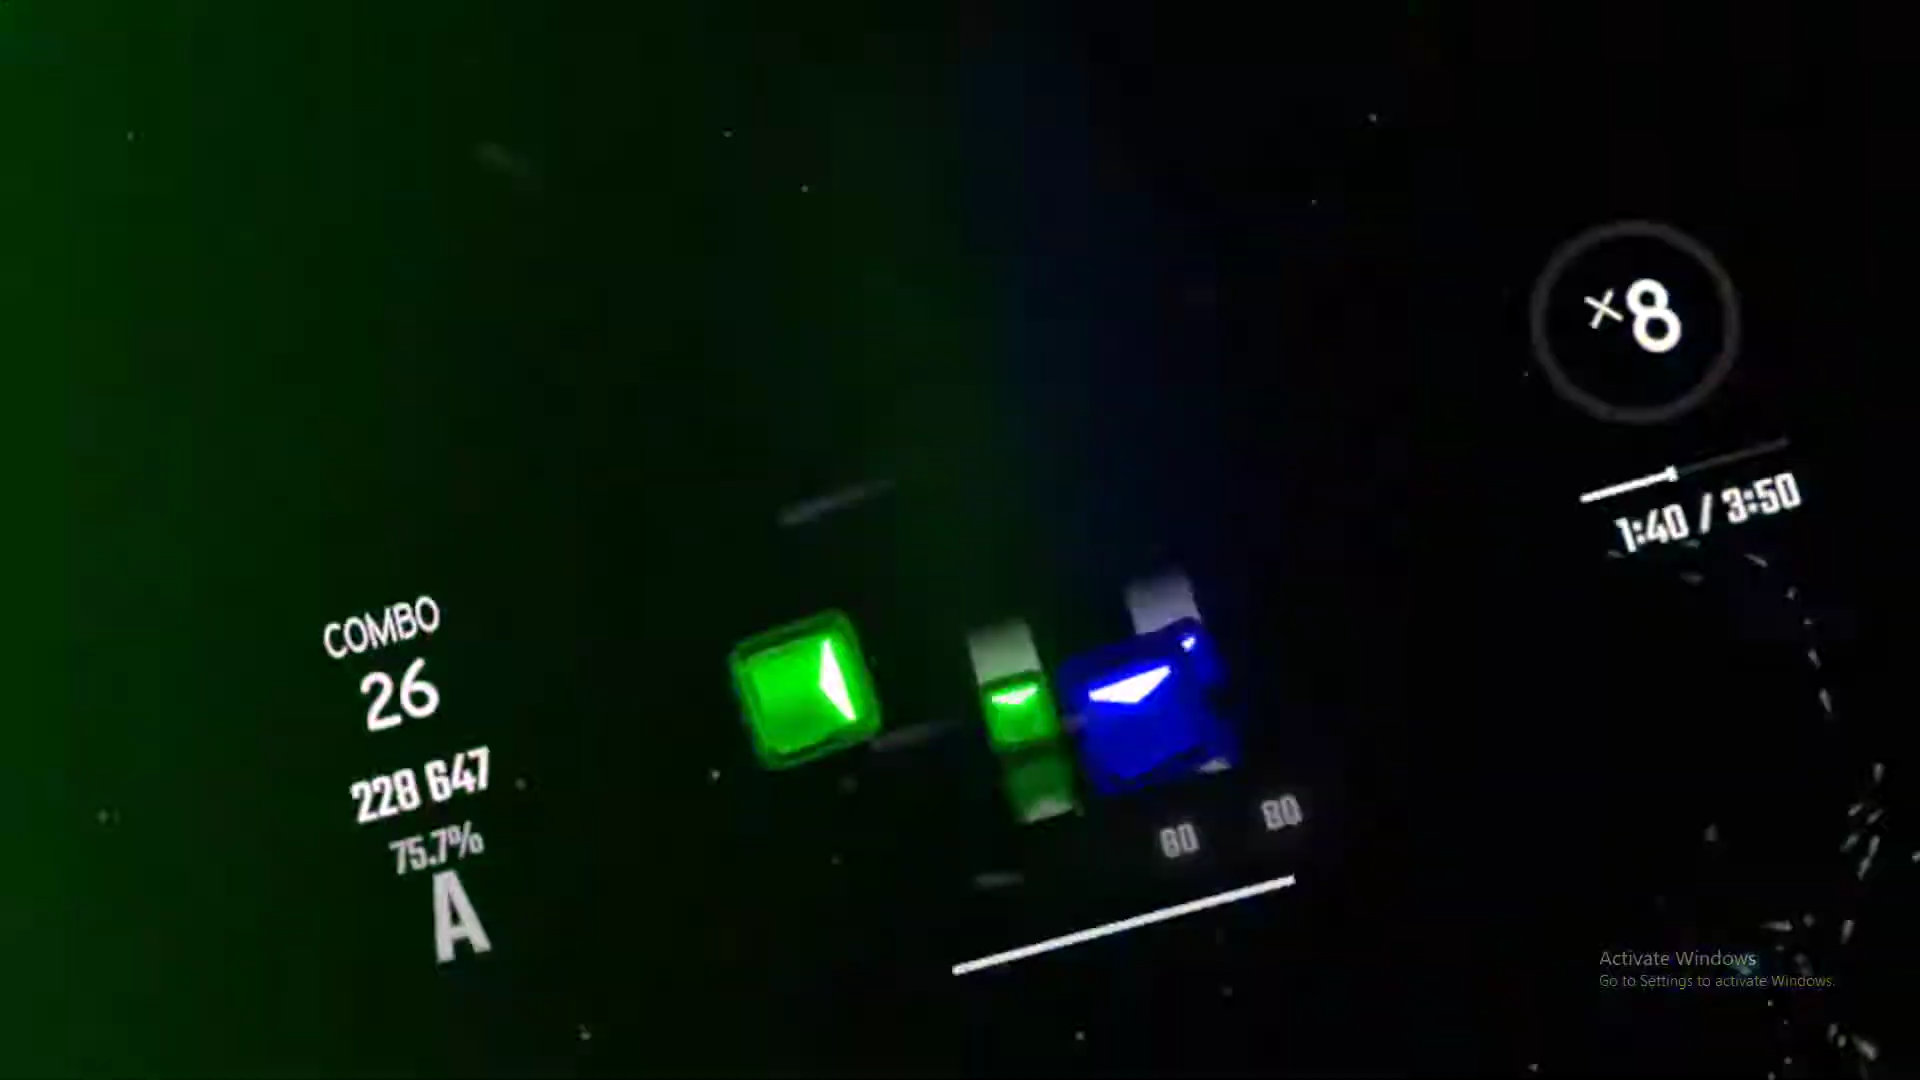 ×8
1:40 / 3:50
COMBO
26
228 647
75.7%
A
80
Activate Windows
Go to Settings to activate Windows.